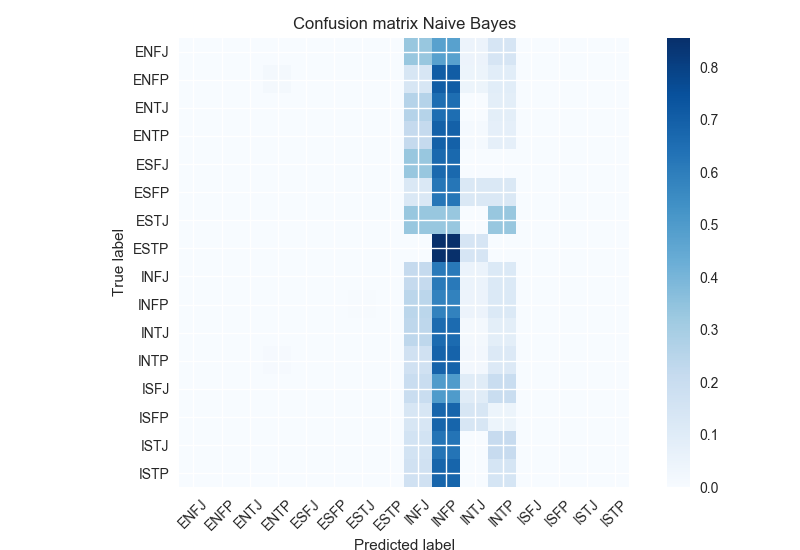 Confusion matrix Naive Bayes
True label
ENFJ
ENFP
ENTJ
ENTP
ESFJ
ESFP
ESTJ
ESTP
INFJ
INFP
INTJ
INTP
ISFJ
ISFP
ISTJ
ISTP
ENFJ ENFP ENTJ ENTP ESFJ ESFP ESTJ ESTP INFJ INFP INTJ INTP ISFJ ISFP ISTJ ISTP
Predicted label
0.8
0.7
0.6
0.5
0.4
0.3
0.2
0.1
0.0